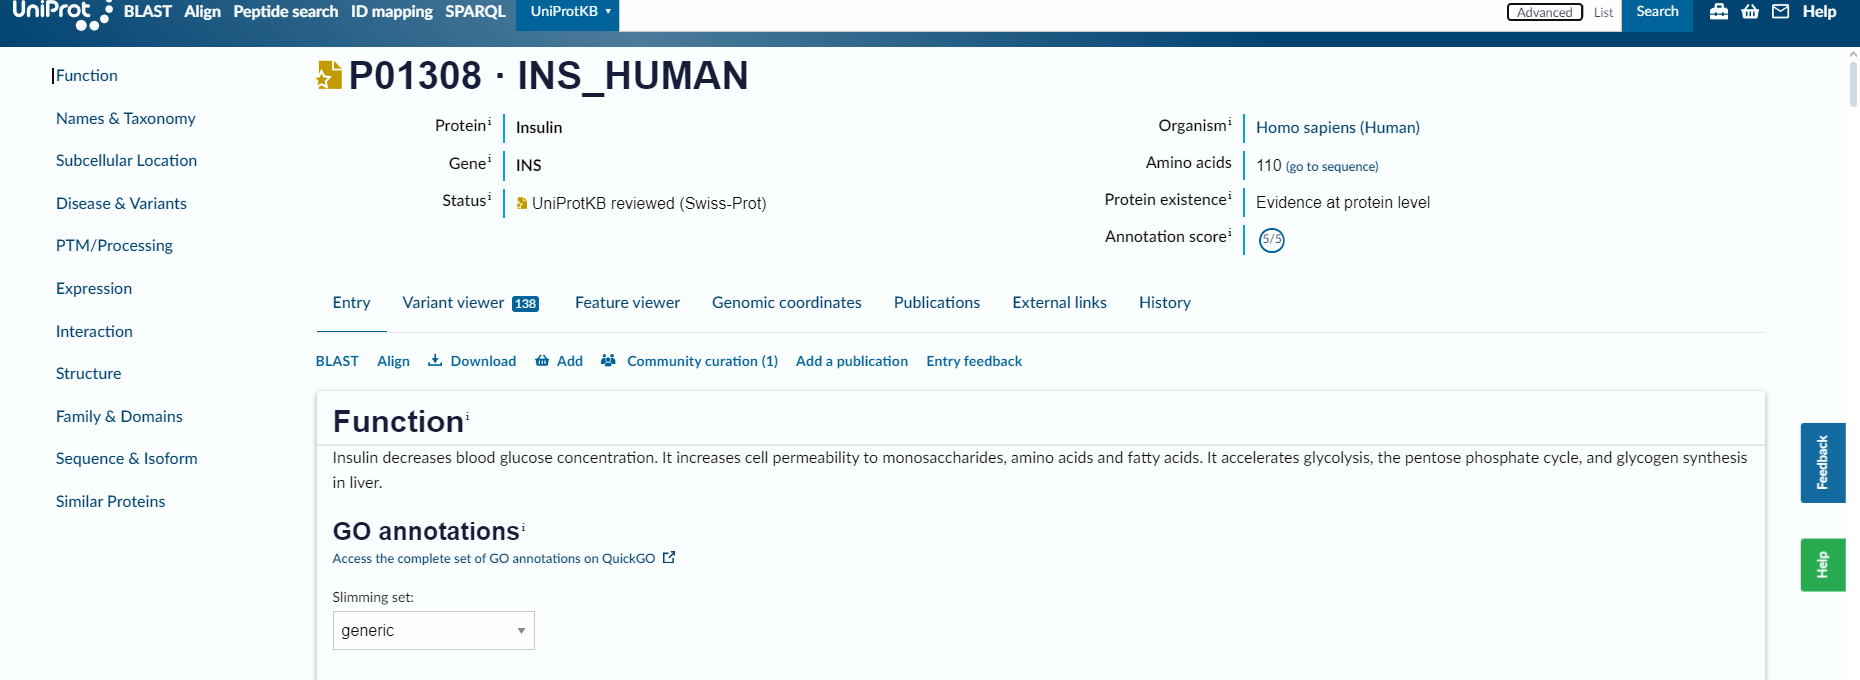 UniProt BLAST Align Peptide search ID mapping SPARQL UniProtKB Advanced List Search Help
Function
Names & Taxonomy
Subcellular Location
Disease & Variants
PTM/Processing
Expression
Interaction
Structure
Family & Domains
Sequence & Isoform
Similar Proteins
P01308 · INS_HUMAN
Protein i Insulin
Gene i INS
Status i UniProtKB reviewed (Swiss-Prot)
Organism i Homo sapiens (Human)
Amino acids 110 (go to sequence)
Protein existence i Evidence at protein level
Annotation score i 5/5
Entry Variant viewer 138 Feature viewer Genomic coordinates Publications External links History
BLAST Align Download Add Community curation (1) Add a publication Entry feedback
Function i
Insulin decreases blood glucose concentration. It increases cell permeability to monosaccharides, amino acids and fatty acids. It accelerates glycolysis, the pentose phosphate cycle, and glycogen synthesis
in liver.
GO annotations i
Access the complete set of GO annotations on QuickGO
Slimming set:
generic
Feedback
Help